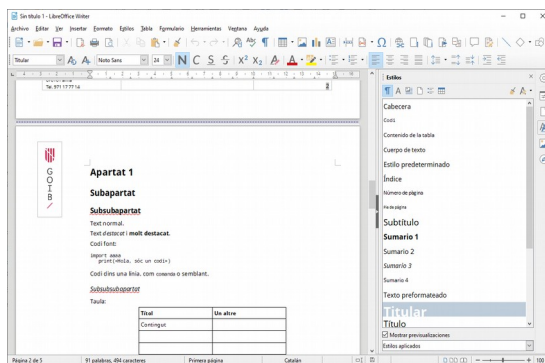 Sin título 1 - LibreOffice Writer
Archivo Editar Ver Insertar Formato Estilos Tabla Formulario Herramientas Ventana Ayuda
Titular Noto Sans 24 N C S S X² X₂
Tel. 971 17 77 14
GOIB
Apartat 1
Subapartat
Subsubapartat
Text normal.
Text destacat i molt destacat.
Codi font:
import aaaa
print(«Hola, sóc un codi»)
Codi dins una línia. com comanda o semblant.
Subsubsubapartat
Taula:
Títol Un altre
Contingut
Estilos
Cabecera
Codi
Contenido de la tabla
Cuerpo de texto
Estilo predeterminado
Índice
Número de página
Pie de página
Subtítulo
Sumario 1
Sumario 2
Sumario 3
Sumario 4
Texto preformateado
Titular
Título
Mostrar previsualizaciones
Estilos aplicados
Página 2 de 5 91 palabras, 494 caracteres Primera página Catalán 100